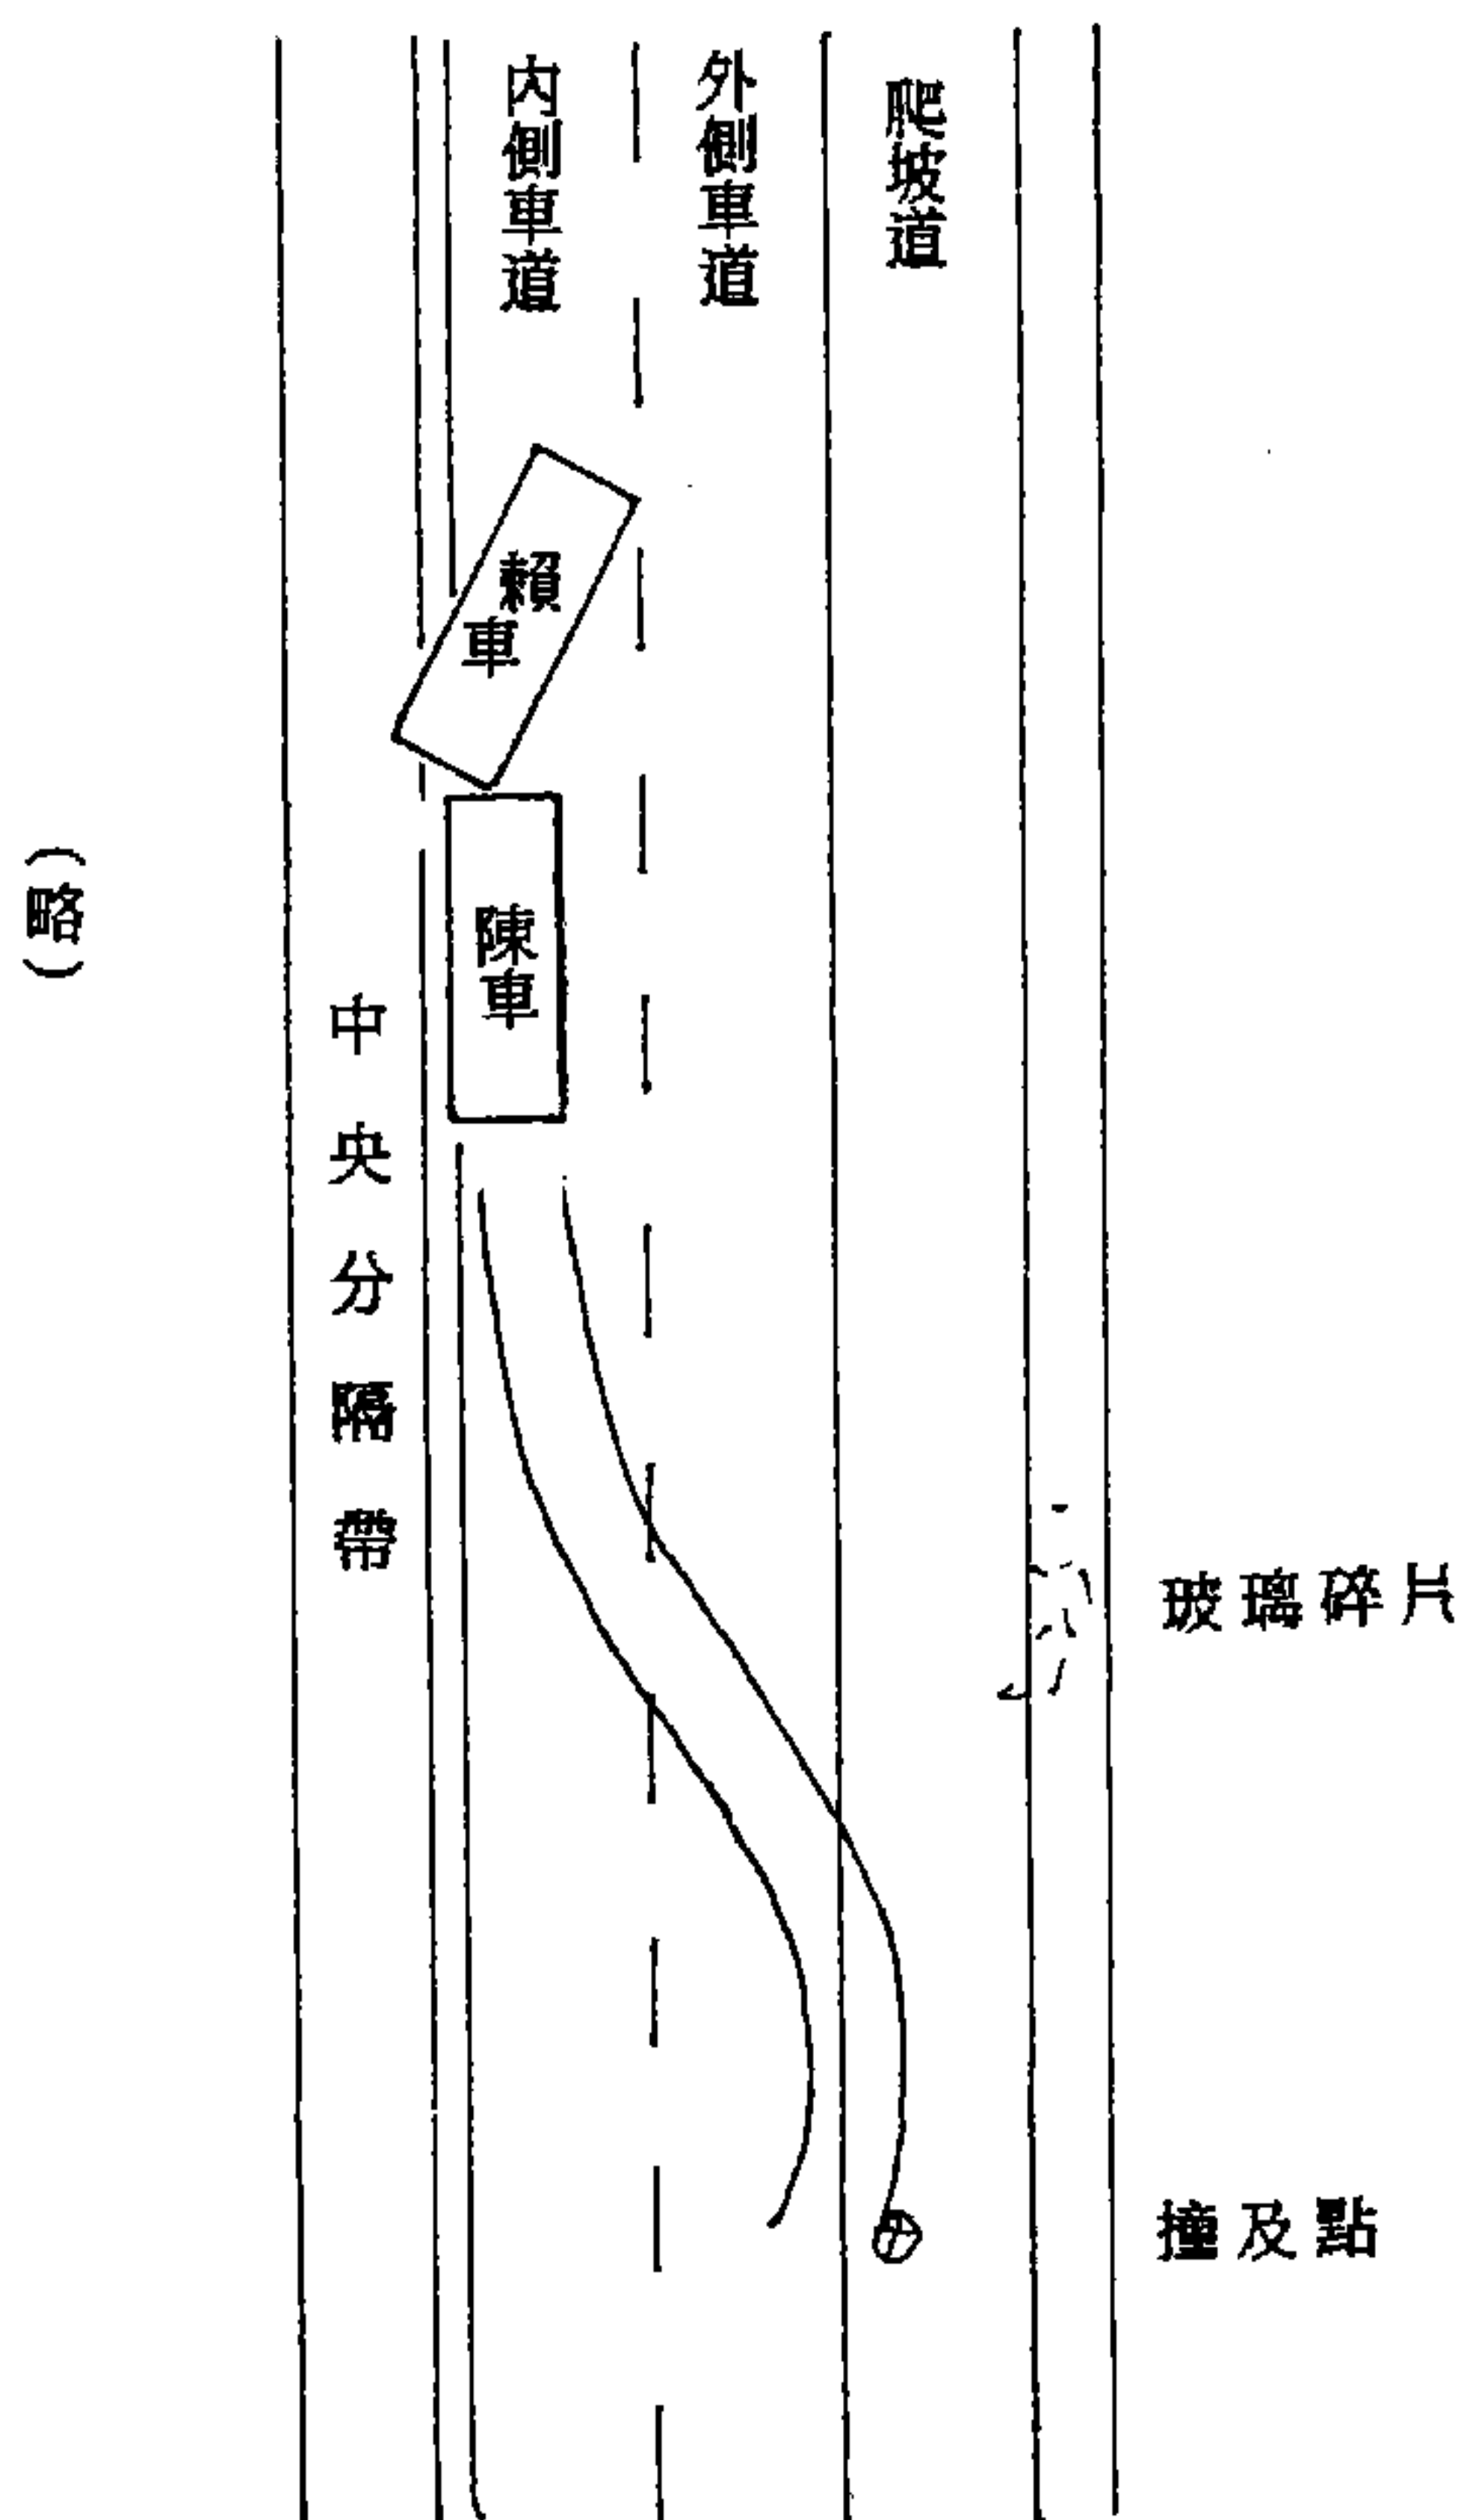 內側車道
外側車道
爬坡道
賴車
陳車
(略)
中央分隔帶
玻璃碎片
撞及點